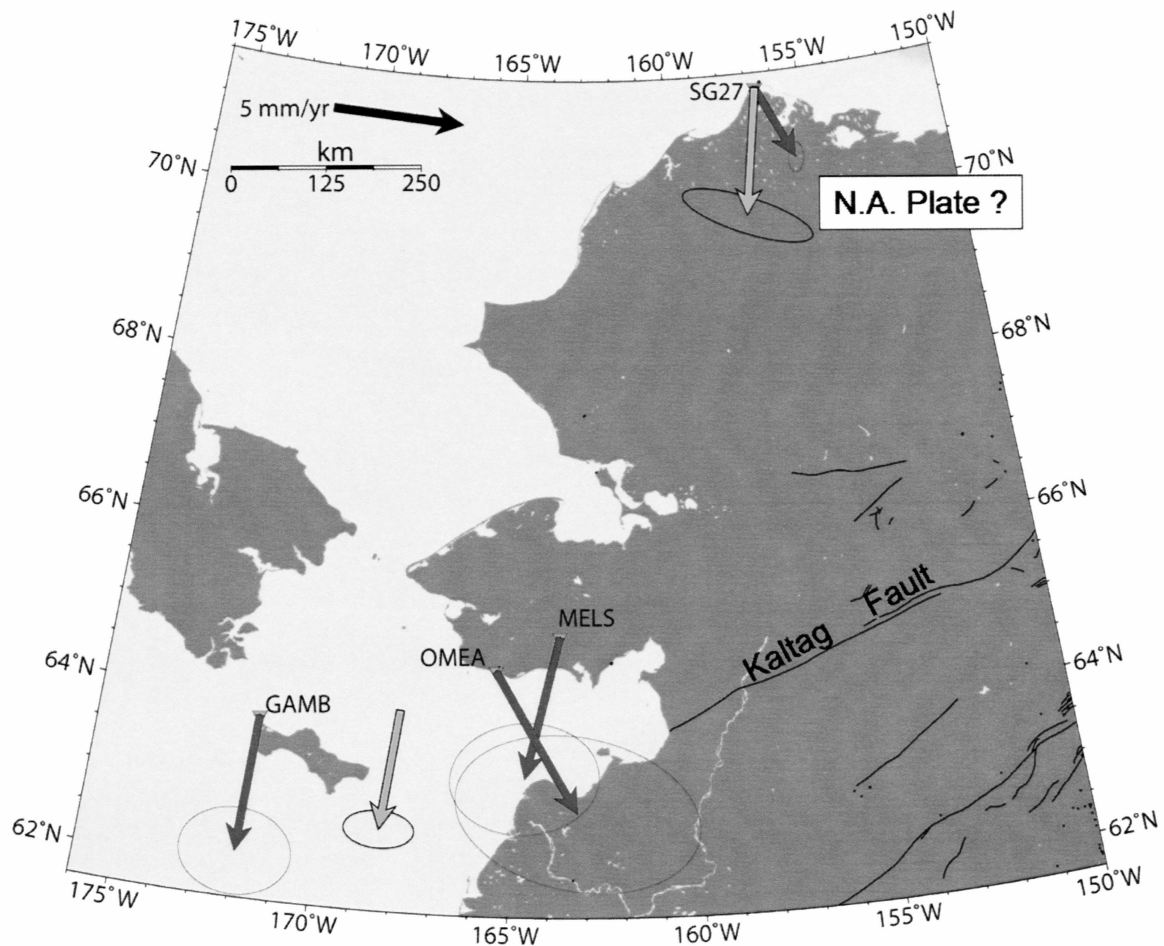 175°W
170°W
165°W
160°W
155°W
150°W
SG27
5 mm/yr
km
0 125 250
70°N
70°N
N.A. Plate ?
68°N
68°N
66°N
66°N
Kaltag Fault
MELS
OMEA
64°N
64°N
GAMB
62°N
62°N
175°W
170°W
165°W
160°W
155°W
150°W